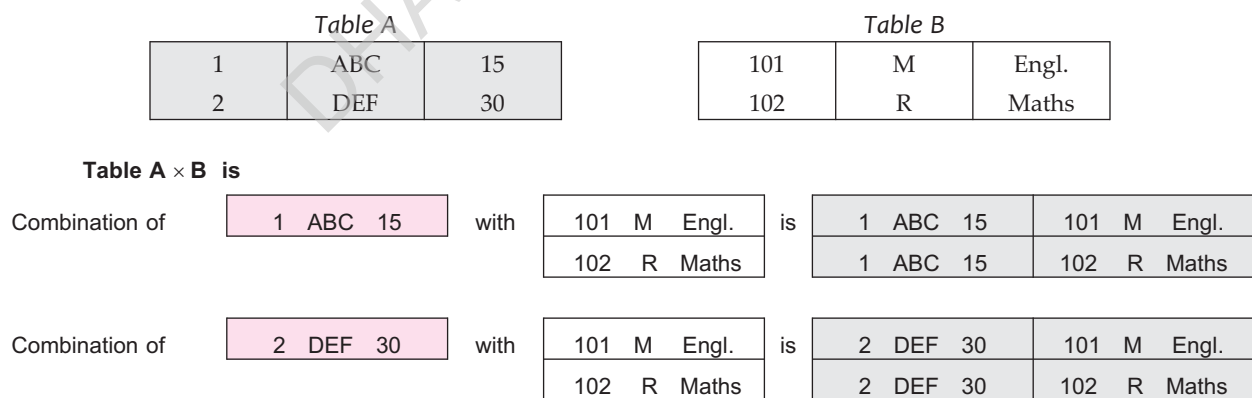 Table A Table B
1 ABC 15 101 M Engl.
2 DEF 30 102 R Maths
Table A × B is
Combination of 1 ABC 15 with 101 M Engl. is 1 ABC 15 101 M Engl.
102 R Maths 1 ABC 15 102 R Maths
Combination of 2 DEF 30 with 101 M Engl. is 2 DEF 30 101 M Engl.
102 R Maths 2 DEF 30 102 R Maths